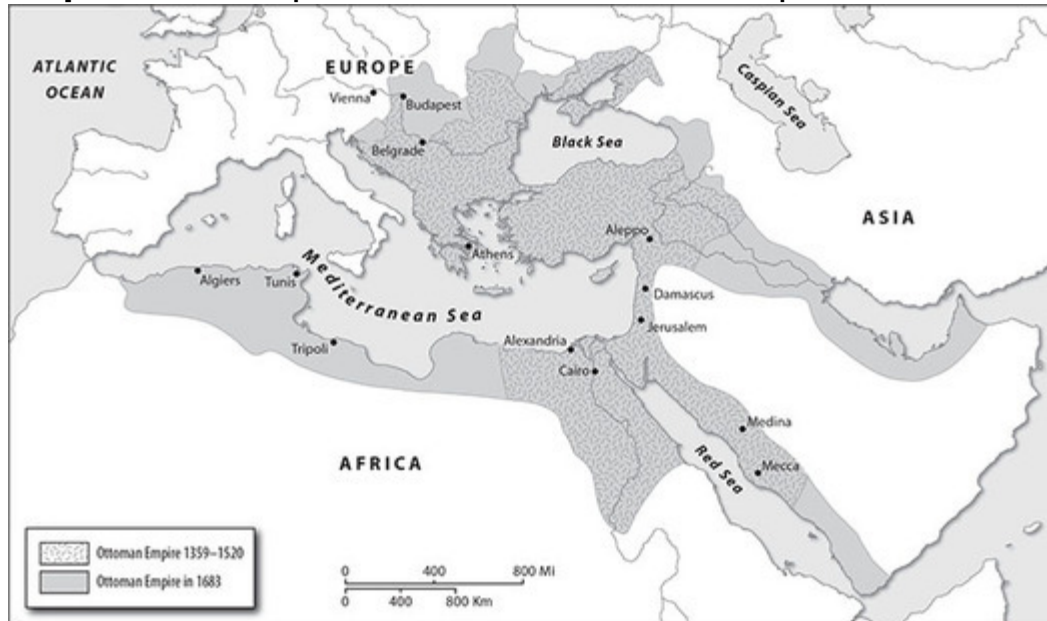 ATLANTIC
OCEAN
EUROPE
Vienna
Budapest
Belgrade
Black Sea
Caspian Sea
ASIA
Aleppo
Athens
Algiers
Tunis
Mediterranean Sea
Damascus
Jerusalem
Tripoli
Alexandria
Cairo
Medina
Mecca
Red Sea
AFRICA
Ottoman Empire 1359–1520
Ottoman Empire in 1683
0 400 800 Mi
0 400 800 Km